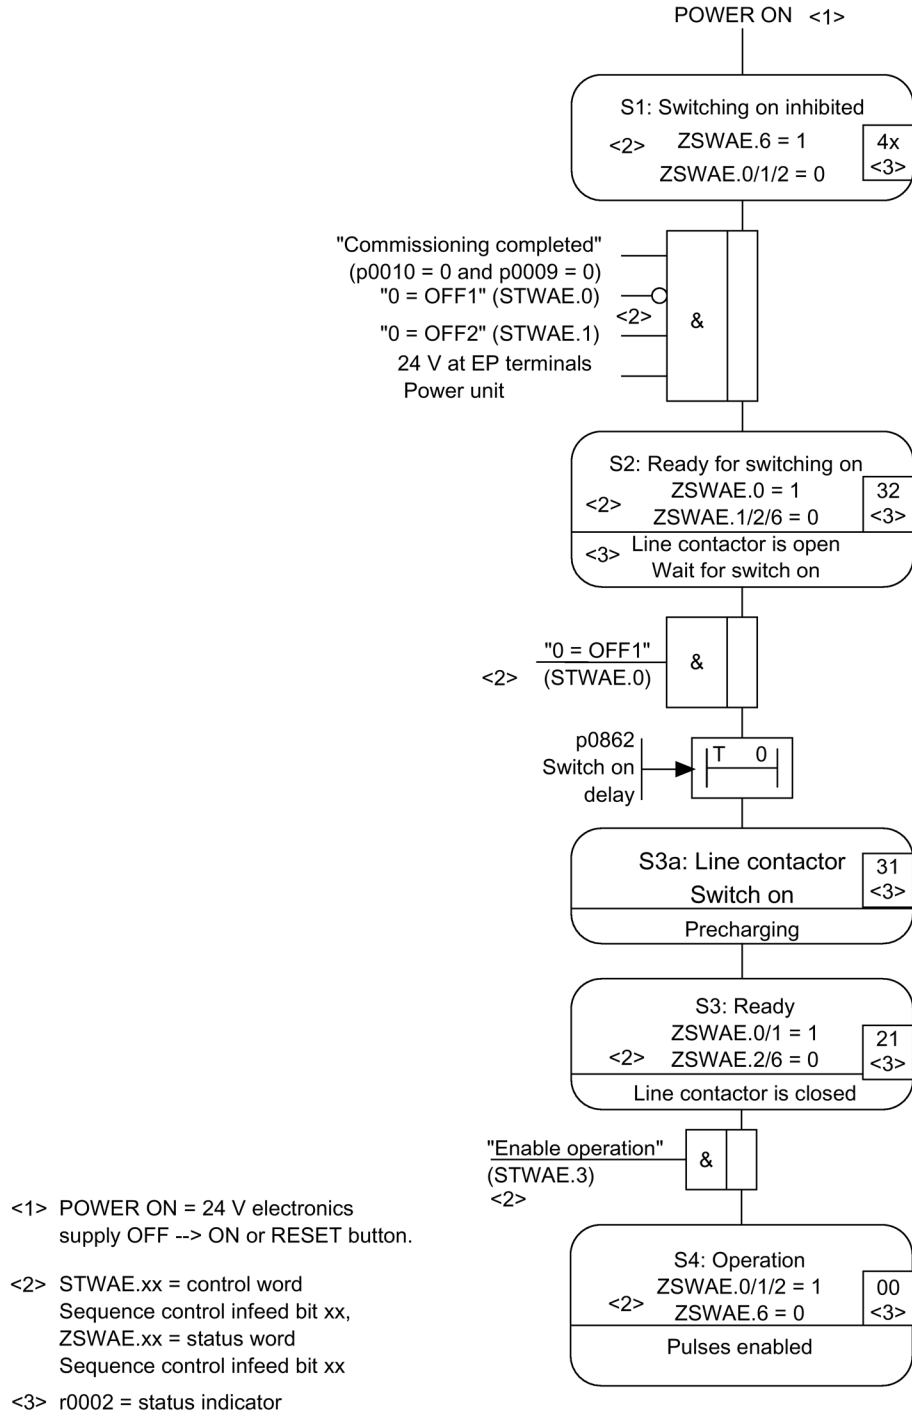 POWER ON <1>
S1: Switching on inhibited
<2> ZSWAE.6 = 1
ZSWAE.0/1/2 = 0
4x
<3>
"Commissioning completed"
(p0010 = 0 and p0009 = 0)
"0 = OFF1" (STWAE.0)
<2>
"0 = OFF2" (STWAE.1)
24 V at EP terminals
Power unit
&
S2: Ready for switching on
ZSWAE.0 = 1
<2> ZSWAE.1/2/6 = 0
32
<3>
<3> Line contactor is open
Wait for switch on
"0 = OFF1"
<2> (STWAE.0)
&
p0862
Switch on
delay
T 0
S3a: Line contactor
Switch on
31
<3>
Precharging
S3: Ready
ZSWAE.0/1 = 1
<2> ZSWAE.2/6 = 0
21
<3>
Line contactor is closed
"Enable operation"
(STWAE.3)
<2>
&
S4: Operation
ZSWAE.0/1/2 = 1
<2> ZSWAE.6 = 0
00
<3>
Pulses enabled
<1> POWER ON = 24 V electronics
supply OFF --> ON or RESET button.
<2> STWAE.xx = control word
Sequence control infeed bit xx,
ZSWAE.xx = status word
Sequence control infeed bit xx
<3> r0002 = status indicator